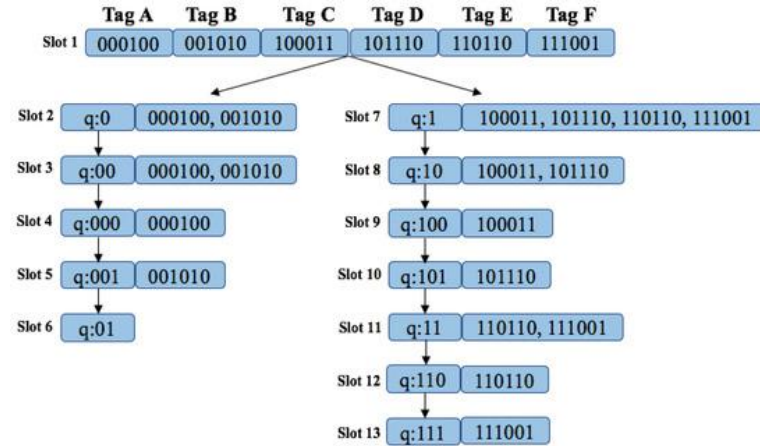 Tag A Tag B Tag C Tag D Tag E Tag F
Slot 1 000100 001010 100011 101110 110110 111001
Slot 2 q:0 000100, 001010
Slot 3 q:00 000100, 001010
Slot 4 q:000 000100
Slot 5 q:001 001010
Slot 6 q:01
Slot 7 q:1 100011, 101110, 110110, 111001
Slot 8 q:10 100011, 101110
Slot 9 q:100 100011
Slot 10 q:101 101110
Slot 11 q:11 110110, 111001
Slot 12 q:110 110110
Slot 13 q:111 111001